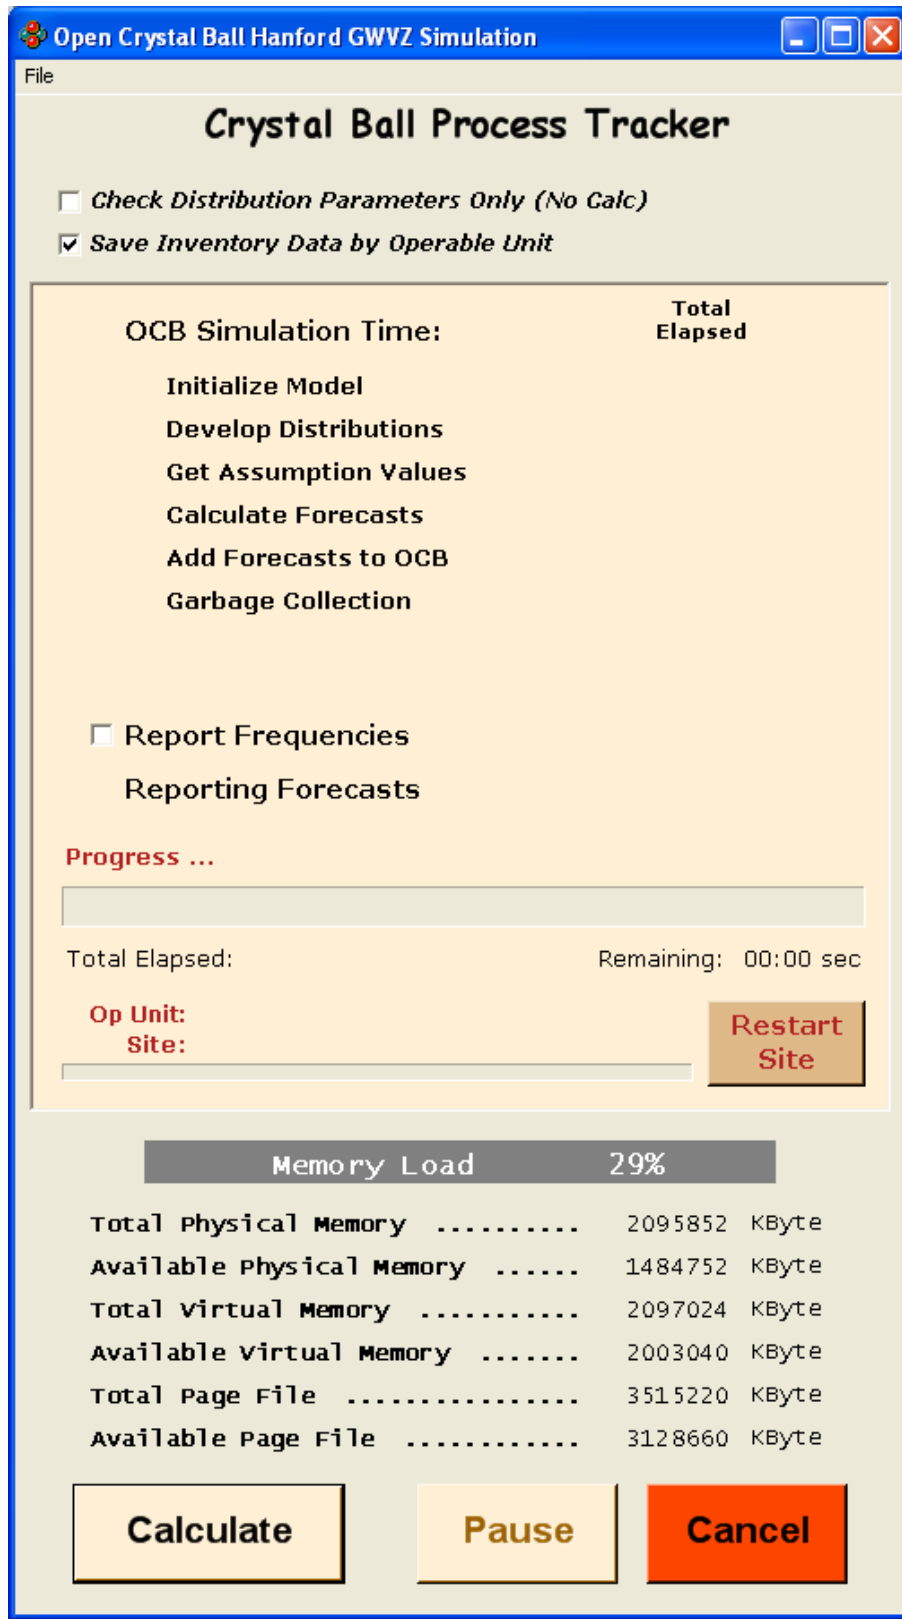 Open Crystal Ball Hanford GWVZ Simulation
File
Crystal Ball Process Tracker
Check Distribution Parameters Only (No Calc)
Save Inventory Data by Operable Unit
Total
OCB Simulation Time: Elapsed
Initialize Model
Develop Distributions
Get Assumption Values
Calculate Forecasts
Add Forecasts to OCB
Garbage Collection
Report Frequencies
Reporting Forecasts
Progress ...
Total Elapsed: Remaining: 00:00 sec
Op Unit:
Site:
Restart
Site
Memory Load 29%
Total Physical Memory .......... 2095852 KByte
Available Physical Memory ...... 1484752 KByte
Total Virtual Memory ........... 2097024 KByte
Available Virtual Memory ....... 2003040 KByte
Total Page File ................ 3515220 KByte
Available Page File ............ 3128660 KByte
Calculate Pause Cancel